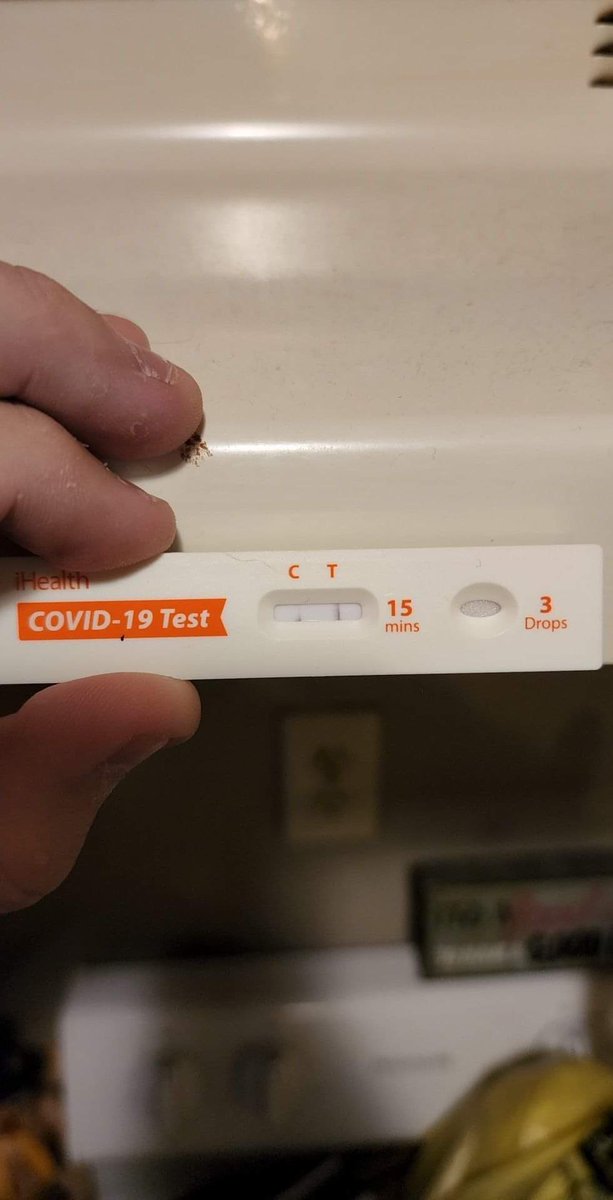 C T
iHealth
COVID-19 Test
15
mins
3
Drops